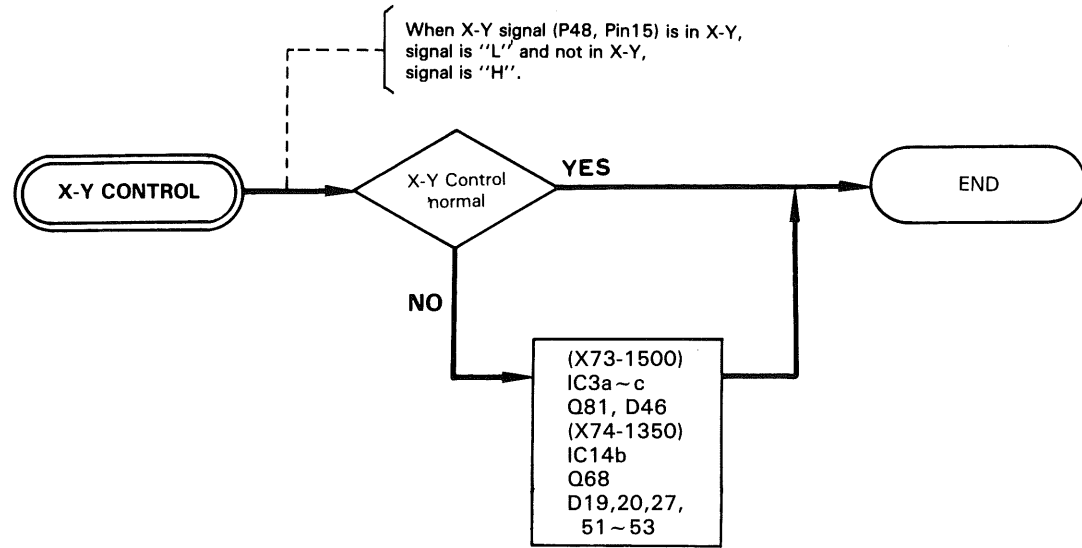 When X-Y signal (P48, Pin15) is in X-Y,
signal is "L" and not in X-Y,
signal is "H".
X-Y CONTROL
X-Y Control
normal
YES
END
NO
(X73-1500)
IC3a~c
Q81, D46
(X74-1350)
IC14b
Q68
D19,20,27,
51~53